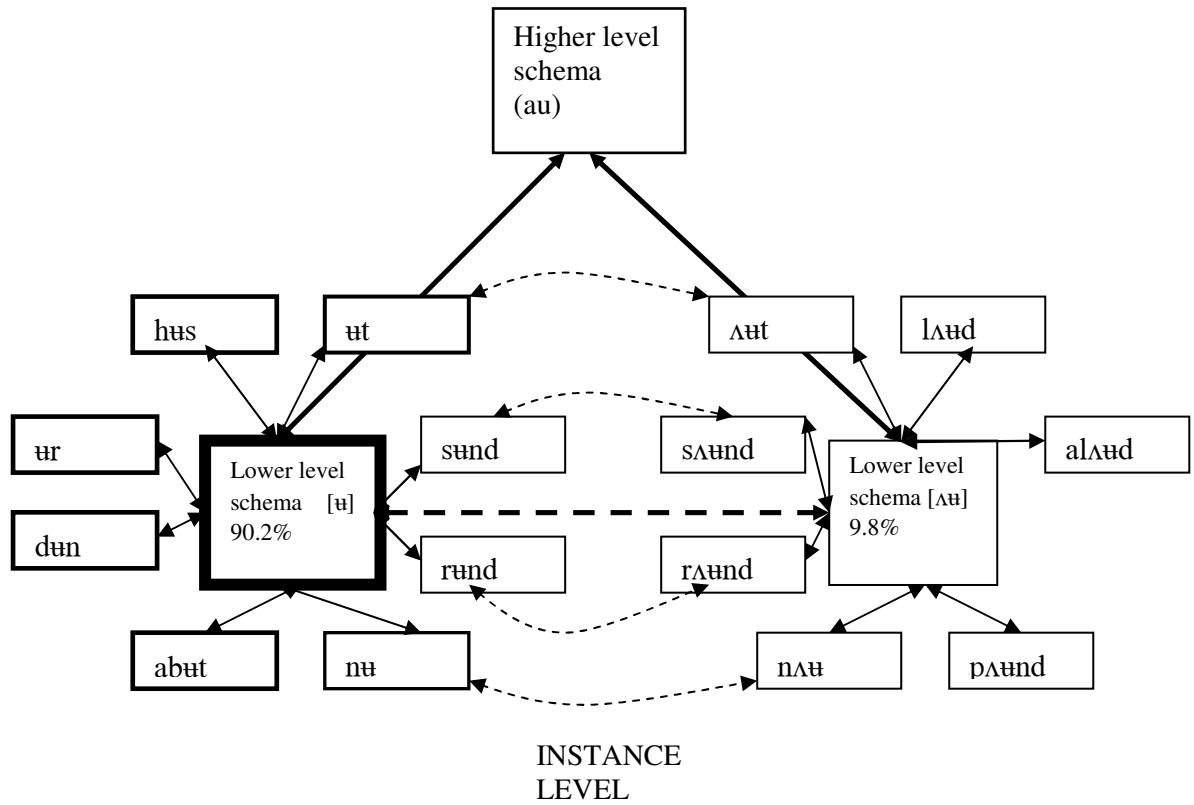 Higher level
schema
(au)
hʉs
ʉt
ʌʉt
lʌʉd
ʉr
sʉnd
sʌʉnd
alʌʉd
Lower level
schema [ʉ]
90.2%
Lower level
schema [ʌʉ]
9.8%
dʉn
rʉnd
rʌʉnd
abʉt
nʉ
nʌʉ
pʌʉnd
INSTANCE
LEVEL